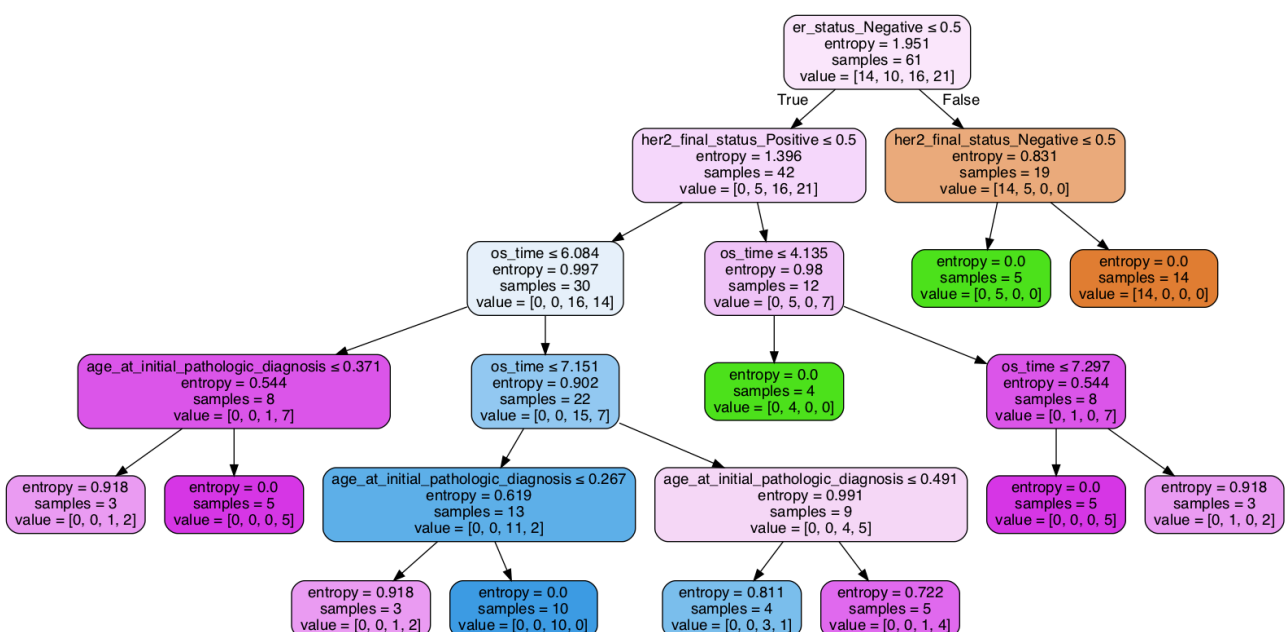 er_status_Negative ≤ 0.5
entropy = 1.951
samples = 61
value = [14, 10, 16, 21]
True
False
her2_final_status_Positive ≤ 0.5
entropy = 1.396
samples = 42
value = [0, 5, 16, 21]
her2_final_status_Negative ≤ 0.5
entropy = 0.831
samples = 19
value = [14, 5, 0, 0]
os_time ≤ 6.084
entropy = 0.997
samples = 30
value = [0, 0, 16, 14]
os_time ≤ 4.135
entropy = 0.98
samples = 12
value = [0, 5, 0, 7]
entropy = 0.0
samples = 5
value = [0, 5, 0, 0]
entropy = 0.0
samples = 14
value = [14, 0, 0, 0]
age_at_initial_pathologic_diagnosis ≤ 0.371
entropy = 0.544
samples = 8
value = [0, 0, 1, 7]
os_time ≤ 7.151
entropy = 0.902
samples = 22
value = [0, 0, 15, 7]
entropy = 0.0
samples = 4
value = [0, 4, 0, 0]
os_time ≤ 7.297
entropy = 0.544
samples = 8
value = [0, 1, 0, 7]
entropy = 0.918
samples = 3
value = [0, 0, 1, 2]
entropy = 0.0
samples = 5
value = [0, 0, 0, 5]
age_at_initial_pathologic_diagnosis ≤ 0.267
entropy = 0.619
samples = 13
value = [0, 0, 11, 2]
age_at_initial_pathologic_diagnosis ≤ 0.491
entropy = 0.991
samples = 9
value = [0, 0, 4, 5]
entropy = 0.0
samples = 5
value = [0, 0, 0, 5]
entropy = 0.918
samples = 3
value = [0, 1, 0, 2]
entropy = 0.918
samples = 3
value = [0, 0, 1, 2]
entropy = 0.0
samples = 10
value = [0, 0, 10, 0]
entropy = 0.811
samples = 4
value = [0, 0, 3, 1]
entropy = 0.722
samples = 5
value = [0, 0, 1, 4]